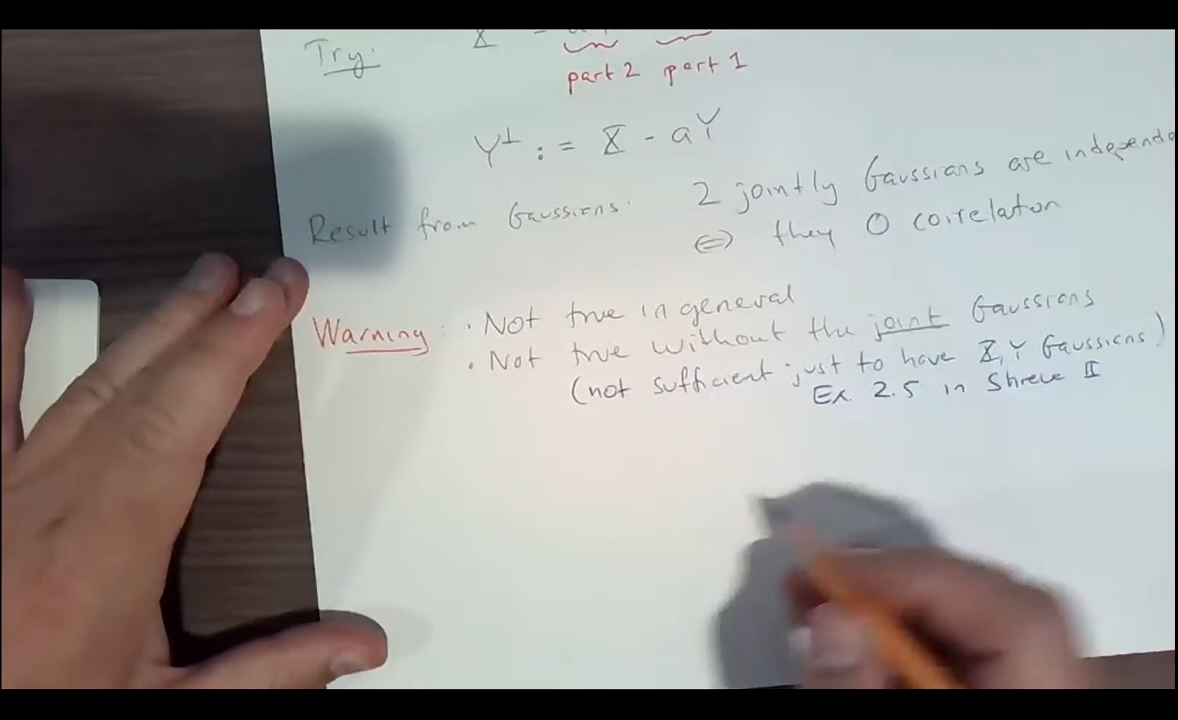 Try:
X =
part 2 part 1
Y⊥ := X - aY
Result from Gaussians: 2 jointly Gaussians are independe
⇔ they 0 correlation
Warning: · Not true in general
· Not true without the joint Gaussians
(not sufficient just to have X, Y Gaussians)
Ex 2.5 in Shreve II